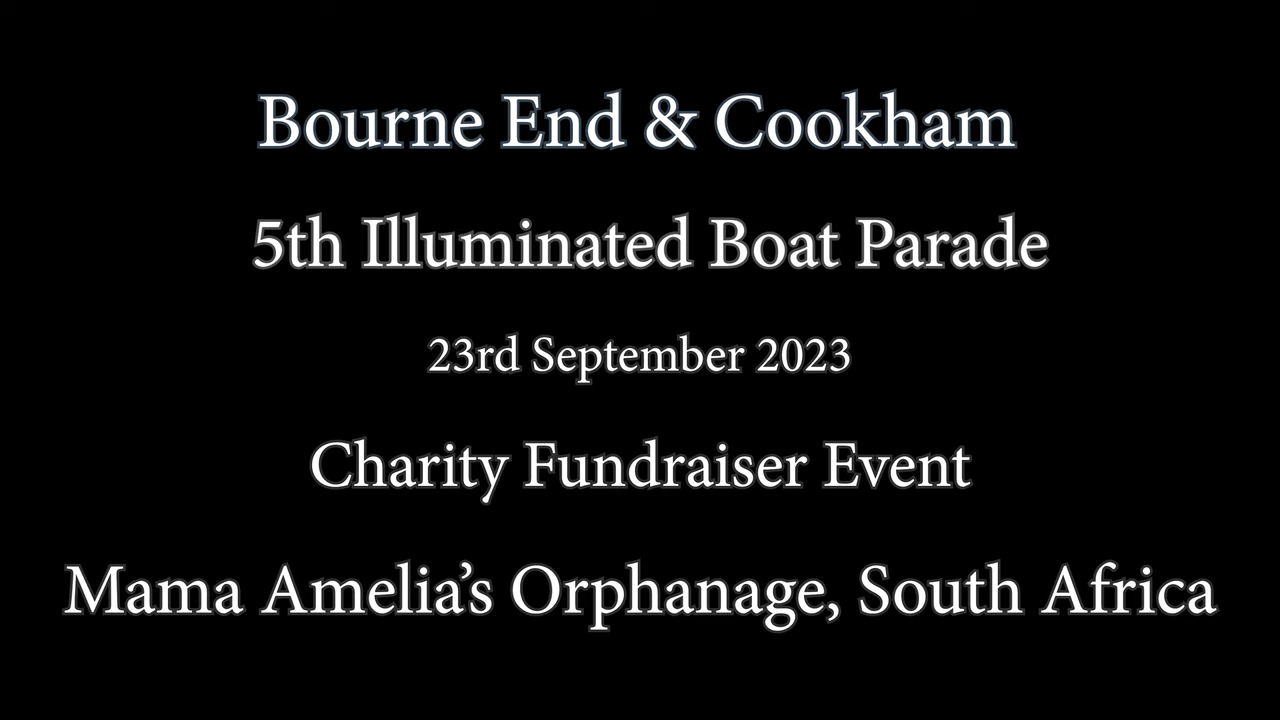 Bourne End & Cookham
5th Illuminated Boat Parade
23rd September 2023
Charity Fundraiser Event
Mama Amelia’s Orphanage, South Africa